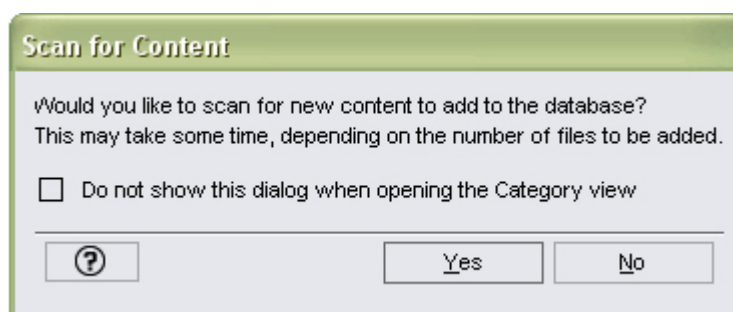 Scan for Content
Would you like to scan for new content to add to the database?
This may take some time, depending on the number of files to be added.
Do not show this dialog when opening the Category view
? Yes No